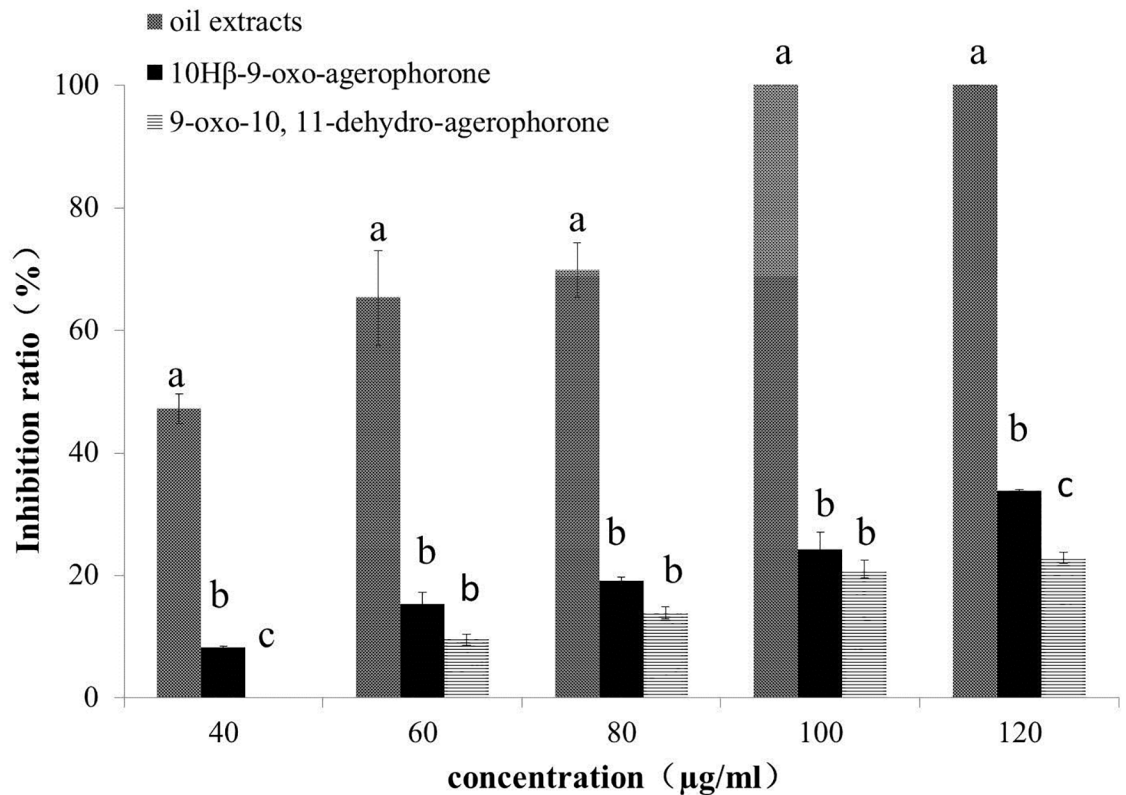 oil extracts
10Hβ-9-oxo-agerophorone
9-oxo-10, 11-dehydro-agerophorone
Inhibition ratio（%）
100
80
60
40
20
0
a
b
c
a
b
b
a
b
b
a
b
b
a
b
c
40
60
80
100
120
concentration（μg/ml）